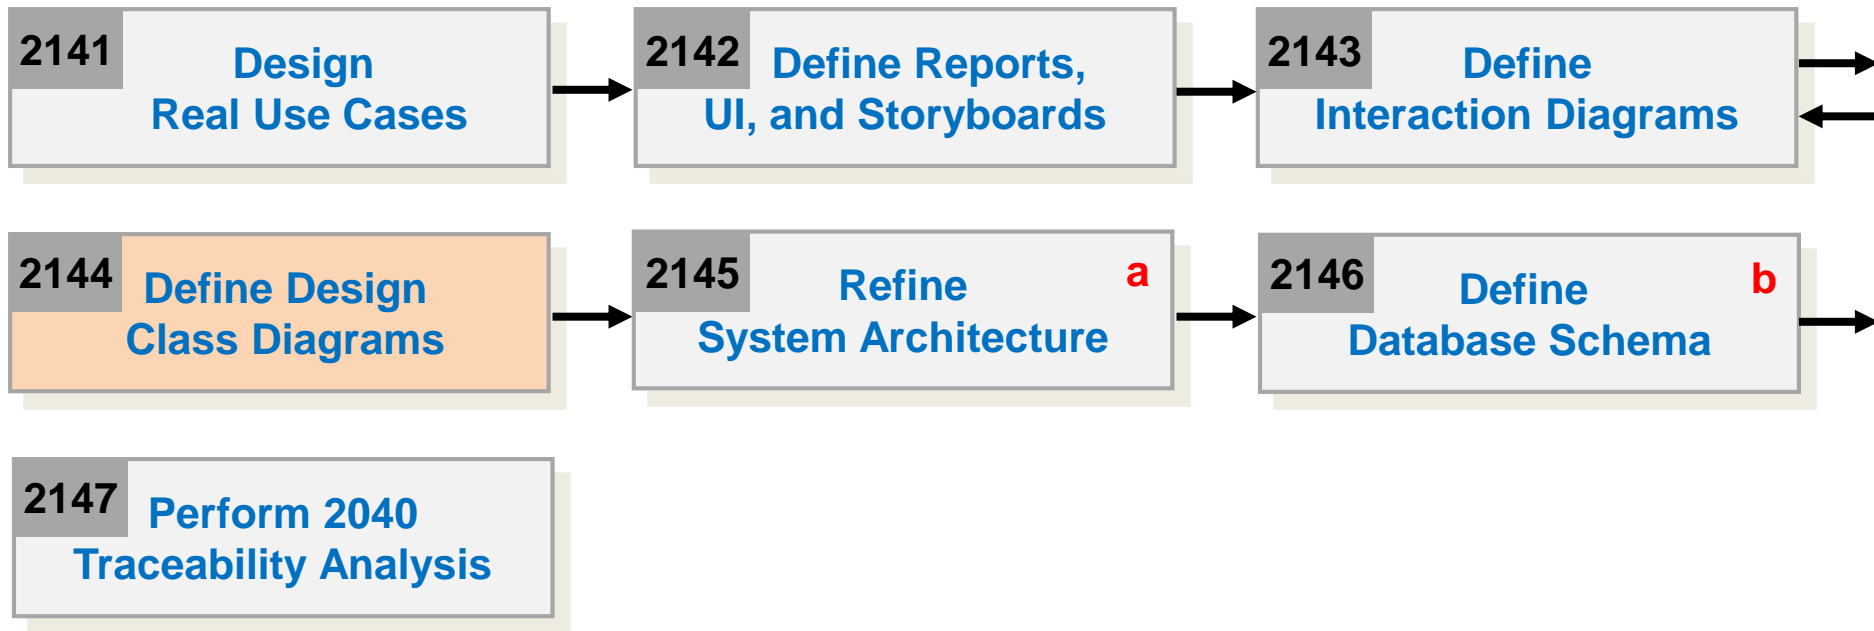 2141
Design
Real Use Cases
2142
Define Reports,
UI, and Storyboards
2143
Define
Interaction Diagrams
2144
Define Design
Class Diagrams
2145
Refine
a
System Architecture
2146
Define
b
Database Schema
2147
Perform 2040
Traceability Analysis